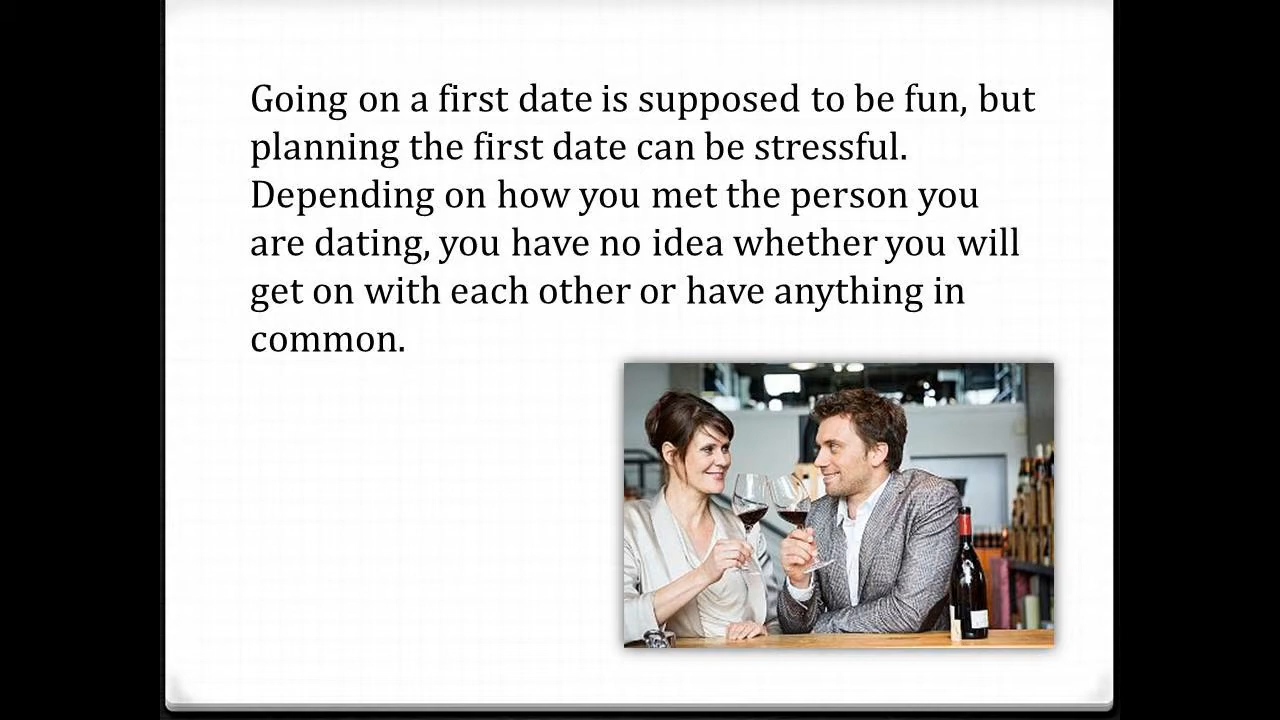 Going on a first date is supposed to be fun, but
planning the first date can be stressful.
Depending on how you met the person you
are dating, you have no idea whether you will
get on with each other or have anything in
common.